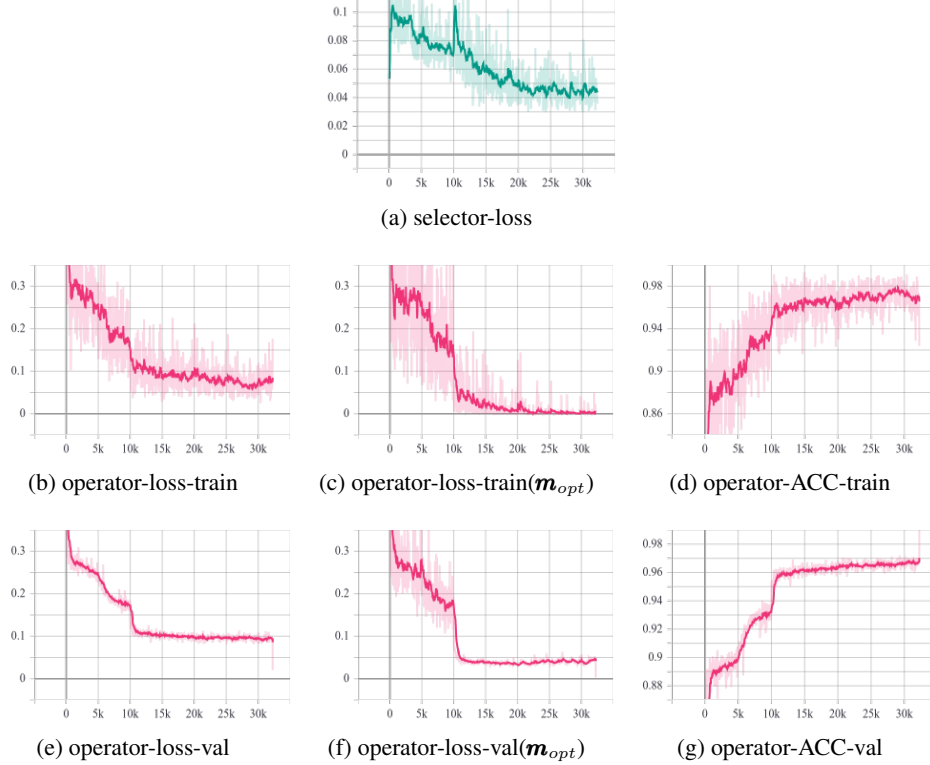 0.1
0.08
0.06
0.04
0.02
0
0 5k 10k 15k 20k 25k 30k
(a) selector-loss
0.3
0.2
0.1
0
0 5k 10k 15k 20k 25k 30k
(b) operator-loss-train
0.3
0.2
0.1
0
0 5k 10k 15k 20k 25k 30k
(c) operator-loss-train(m_opt)
0.98
0.94
0.9
0.86
0 5k 10k 15k 20k 25k 30k
(d) operator-ACC-train
0.3
0.2
0.1
0
0 5k 10k 15k 20k 25k 30k
(e) operator-loss-val
0.3
0.2
0.1
0
0 5k 10k 15k 20k 25k 30k
(f) operator-loss-val(m_opt)
0.98
0.96
0.94
0.92
0.9
0.88
0 5k 10k 15k 20k 25k 30k
(g) operator-ACC-val